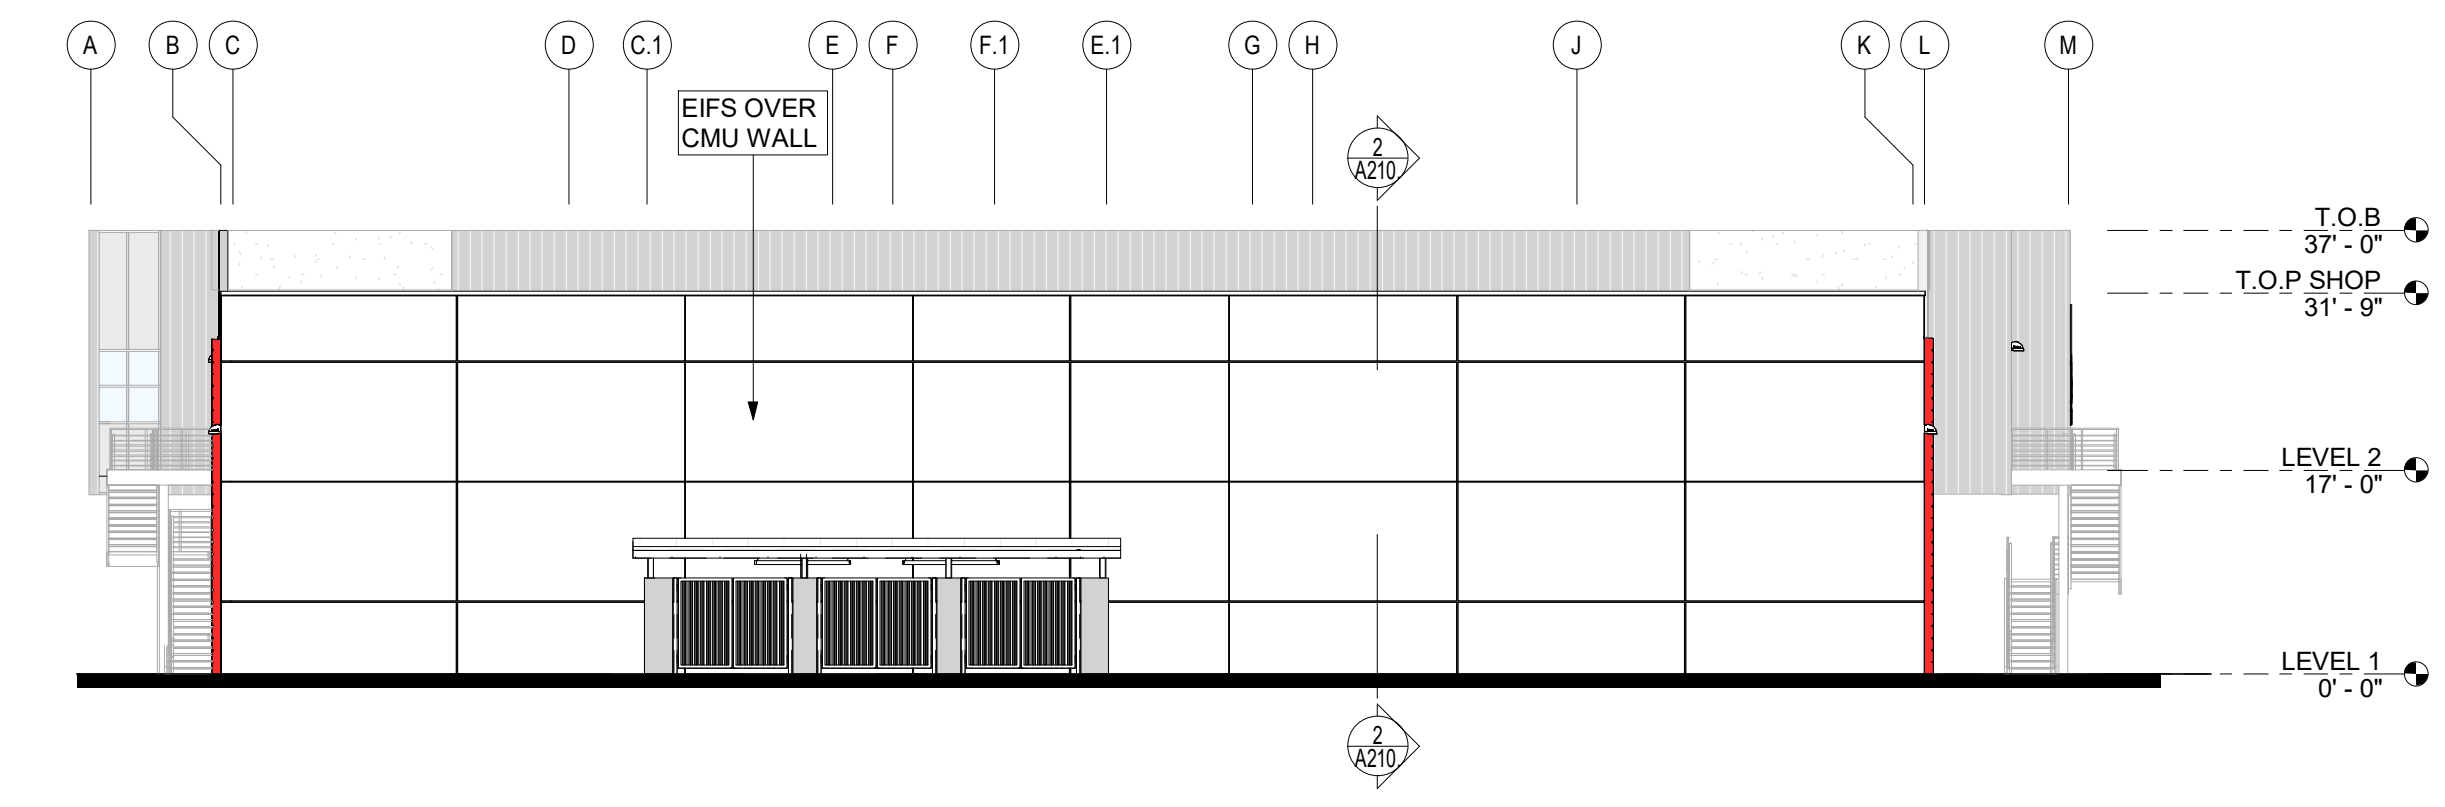 A B C D C.1 E F F.1 E.1 G H J K L M
EIFS OVER
CMU WALL
2
A210.
T.O.B
37' - 0"
T.O.P SHOP
31' - 9"
LEVEL 2
17' - 0"
LEVEL 1
0' - 0"
2
A210.